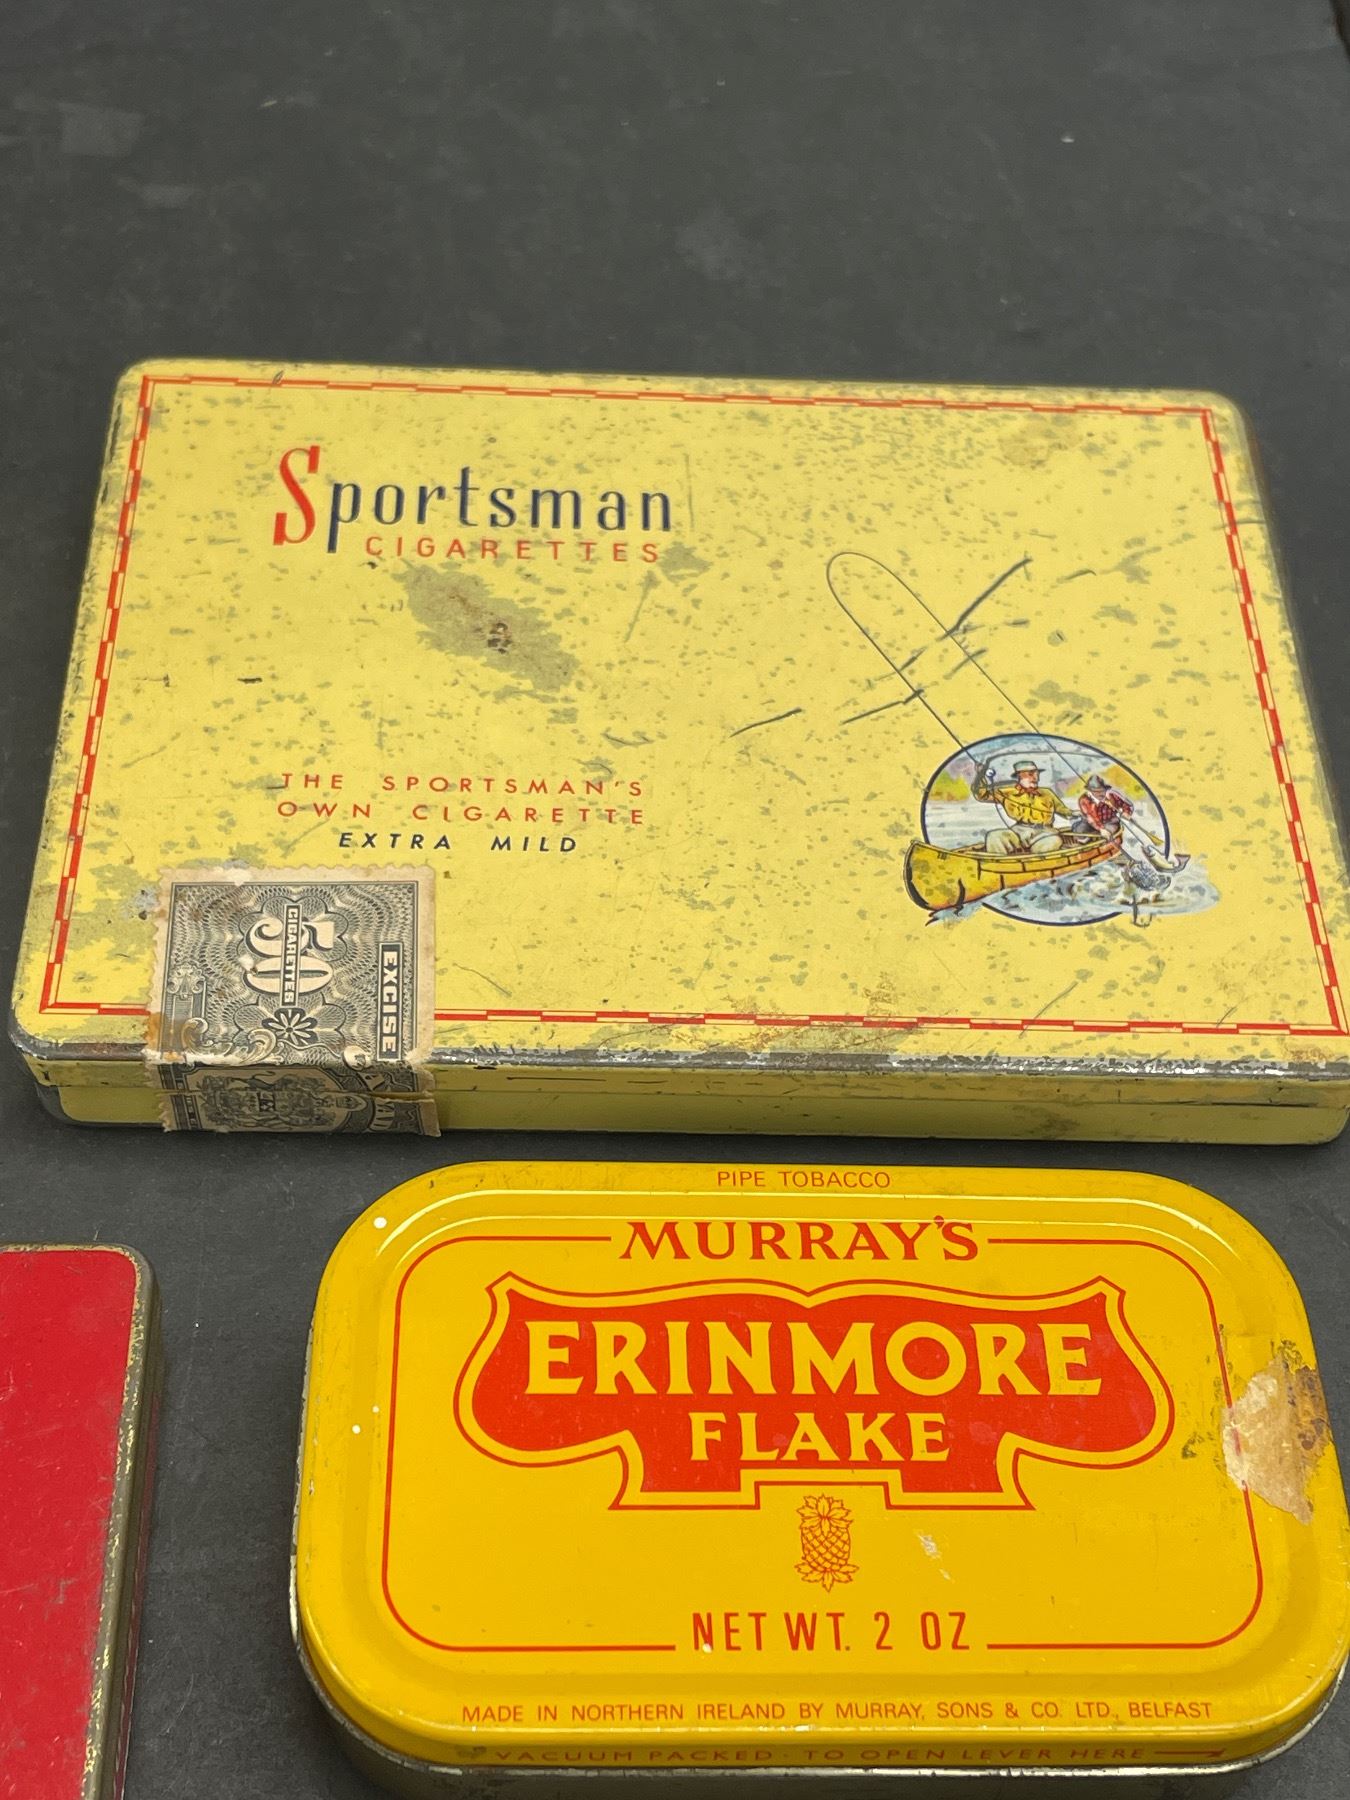 Sportsman
CIGARETTES
THE SPORTSMAN'S
OWN CIGARETTE
EXTRA MILD
50
CIGARETTES
EXCISE
PIPE TOBACCO
MURRAY'S
ERINMORE
FLAKE
NET WT. 2 OZ
MADE IN NORTHERN IRELAND BY MURRAY, SONS & CO. LTD., BELFAST
VACUUM PACKED · TO OPEN LEVER HERE